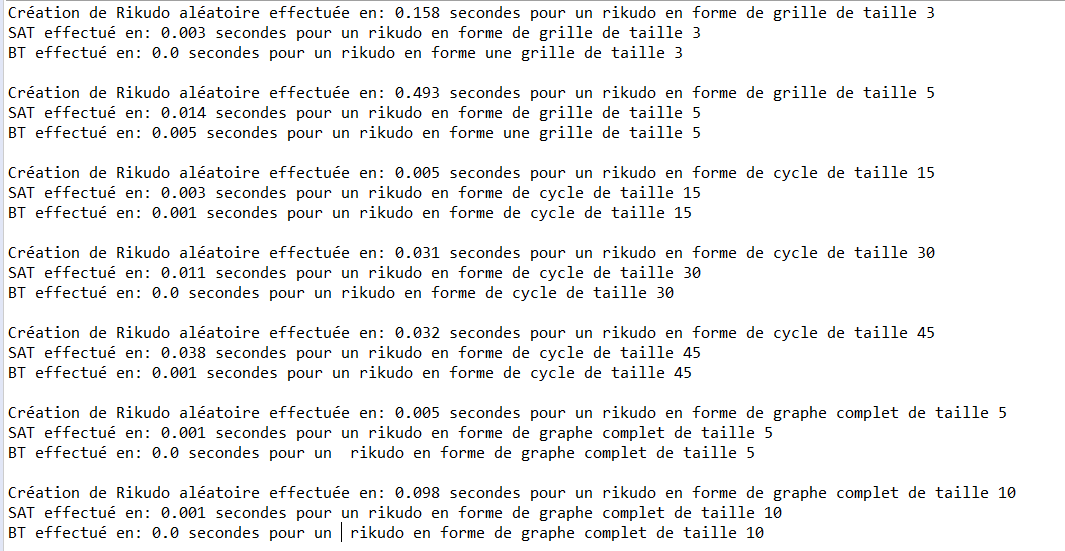 Création de Rikudo aléatoire effectuée en: 0.158 secondes pour un rikudo en forme de grille de taille 3
SAT effectué en: 0.003 secondes pour un rikudo en forme de grille de taille 3
BT effectué en: 0.0 secondes pour un rikudo en forme une grille de taille 3

Création de Rikudo aléatoire effectuée en: 0.493 secondes pour un rikudo en forme de grille de taille 5
SAT effectué en: 0.014 secondes pour un rikudo en forme de grille de taille 5
BT effectué en: 0.005 secondes pour un rikudo en forme une grille de taille 5

Création de Rikudo aléatoire effectuée en: 0.005 secondes pour un rikudo en forme de cycle de taille 15
SAT effectué en: 0.003 secondes pour un rikudo en forme de cycle de taille 15
BT effectué en: 0.001 secondes pour un rikudo en forme de cycle de taille 15

Création de Rikudo aléatoire effectuée en: 0.031 secondes pour un rikudo en forme de cycle de taille 30
SAT effectué en: 0.011 secondes pour un rikudo en forme de cycle de taille 30
BT effectué en: 0.0 secondes pour un rikudo en forme de cycle de taille 30

Création de Rikudo aléatoire effectuée en: 0.032 secondes pour un rikudo en forme de cycle de taille 45
SAT effectué en: 0.038 secondes pour un rikudo en forme de cycle de taille 45
BT effectué en: 0.001 secondes pour un rikudo en forme de cycle de taille 45

Création de Rikudo aléatoire effectuée en: 0.005 secondes pour un rikudo en forme de graphe complet de taille 5
SAT effectué en: 0.001 secondes pour un rikudo en forme de graphe complet de taille 5
BT effectué en: 0.0 secondes pour un  rikudo en forme de graphe complet de taille 5

Création de Rikudo aléatoire effectuée en: 0.098 secondes pour un rikudo en forme de graphe complet de taille 10
SAT effectué en: 0.001 secondes pour un rikudo en forme de graphe complet de taille 10
BT effectué en: 0.0 secondes pour un  rikudo en forme de graphe complet de taille 10